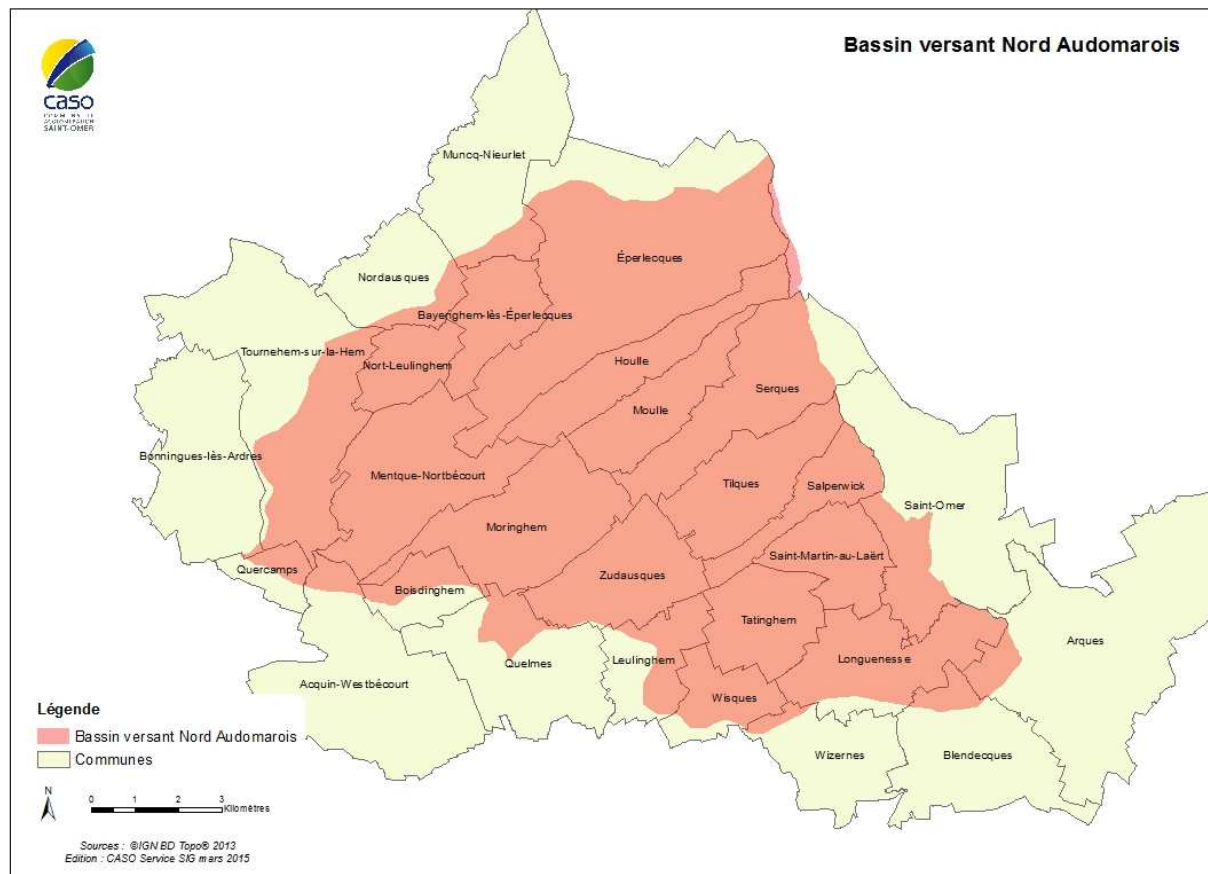 Bassin versant Nord Audomarois
caso
COMMUNAUTÉ
AGGLOMÉRATION
SAINT-OMER
Muncq-Nieurlet
Éperlecques
Nordausques
Bayenghem-lès-Éperlecques
Tournehem-sur-la-Hem
Nort-Leulinghem
Houlle
Serques
Moulle
Bonningues-lès-Ardres
Mentque-Nortbécourt
Tilques
Salperwick
Saint-Omer
Moringhem
Saint-Martin-au-Laërt
Quercamps
Zudausques
Boisdinghem
Tatinghem
Arques
Longuenesse
Quelmes
Leulinghem
Acquin-Westbécourt
Wisques
Wizernes
Blendecques
Légende
Bassin versant Nord Audomarois
Communes
N
0 1 2 3
Kilomètres
Sources : ©IGN BD Topo® 2013
Edition : CASO Service SIG mars 2015